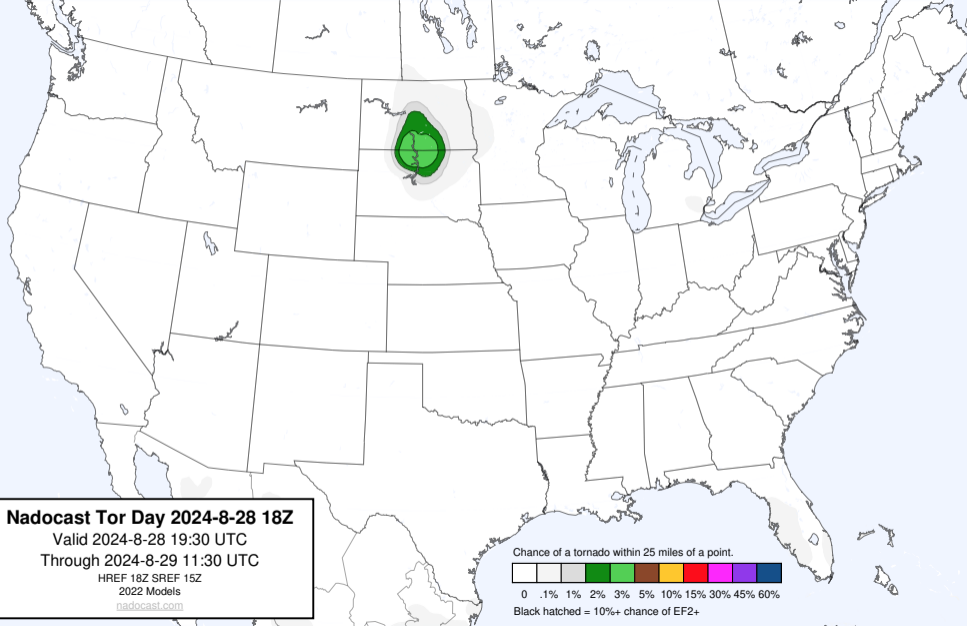 Nadocast Tor Day 2024-8-28 18Z
Valid 2024-8-28 19:30 UTC
Through 2024-8-29 11:30 UTC
HREF 18Z SREF 15Z
2022 Models
nadocast.com
Chance of a tornado within 25 miles of a point.
0 .1% 1% 2% 3% 5% 10% 15% 30% 45% 60%
Black hatched = 10%+ chance of EF2+